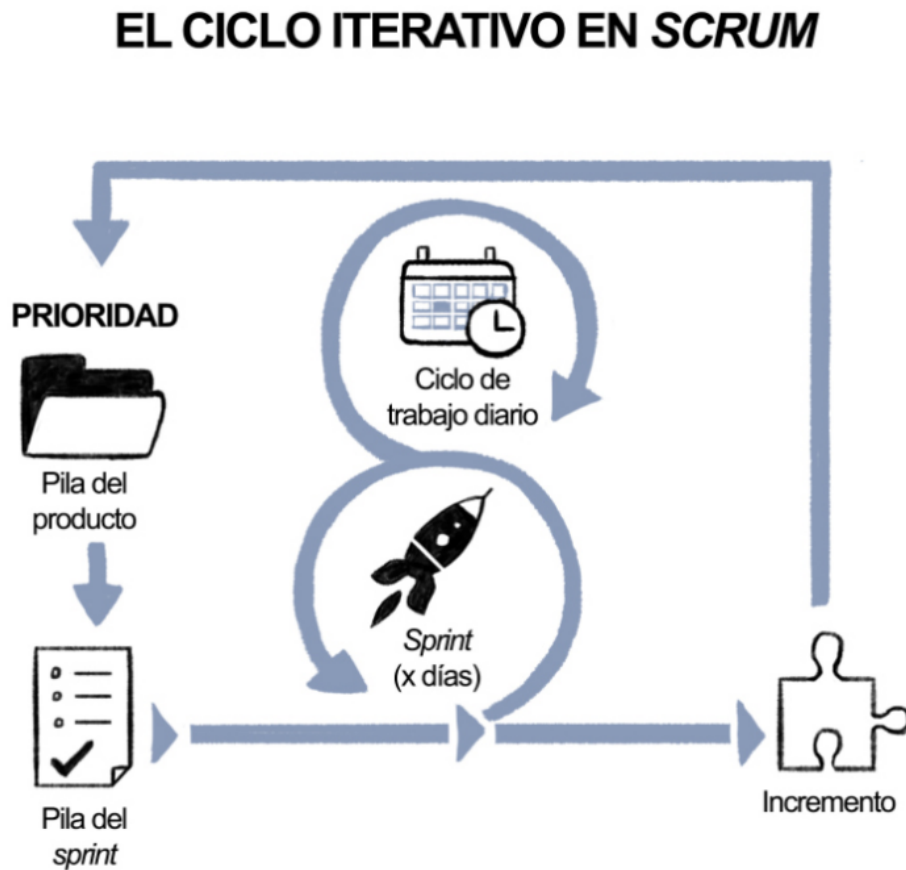 EL CICLO ITERATIVO EN SCRUM
PRIORIDAD
Pila del
producto
Ciclo de
trabajo diario
Sprint
(x días)
Pila del
sprint
Incremento